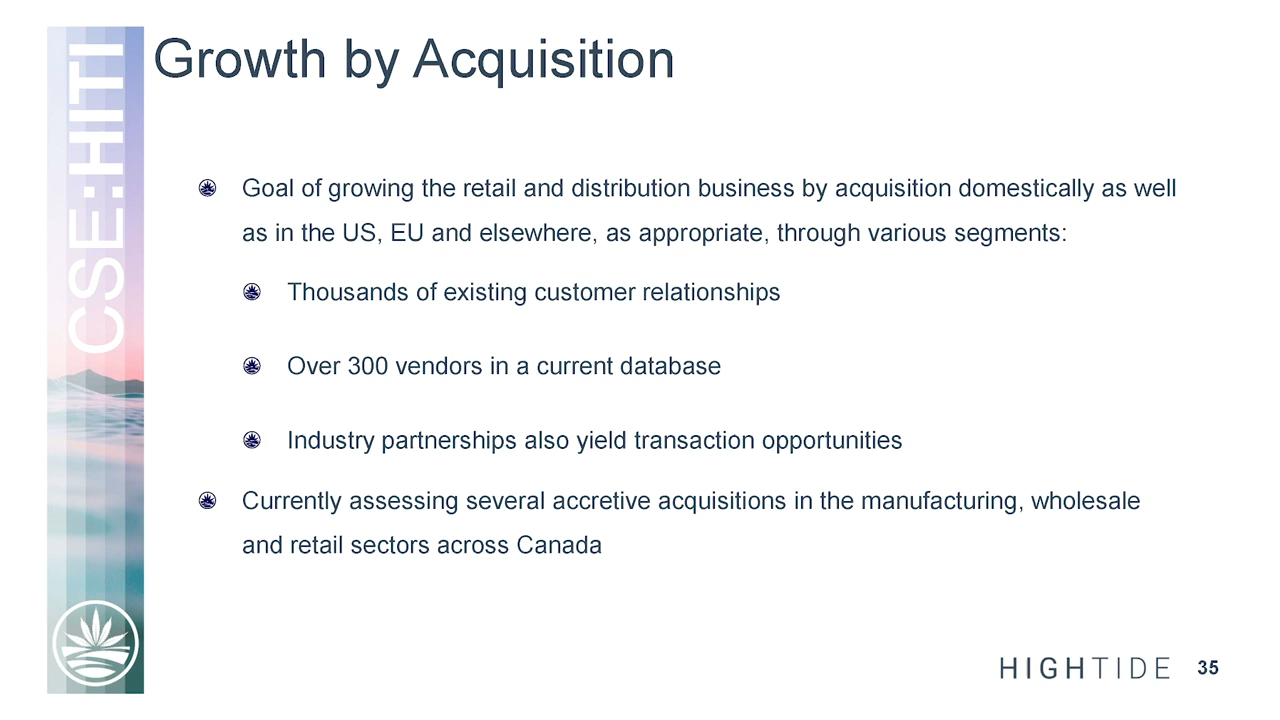 CSE:HITI
Growth by Acquisition
Goal of growing the retail and distribution business by acquisition domestically as well
as in the US, EU and elsewhere, as appropriate, through various segments:
Thousands of existing customer relationships
Over 300 vendors in a current database
Industry partnerships also yield transaction opportunities
Currently assessing several accretive acquisitions in the manufacturing, wholesale
and retail sectors across Canada
HIGHTIDE 35